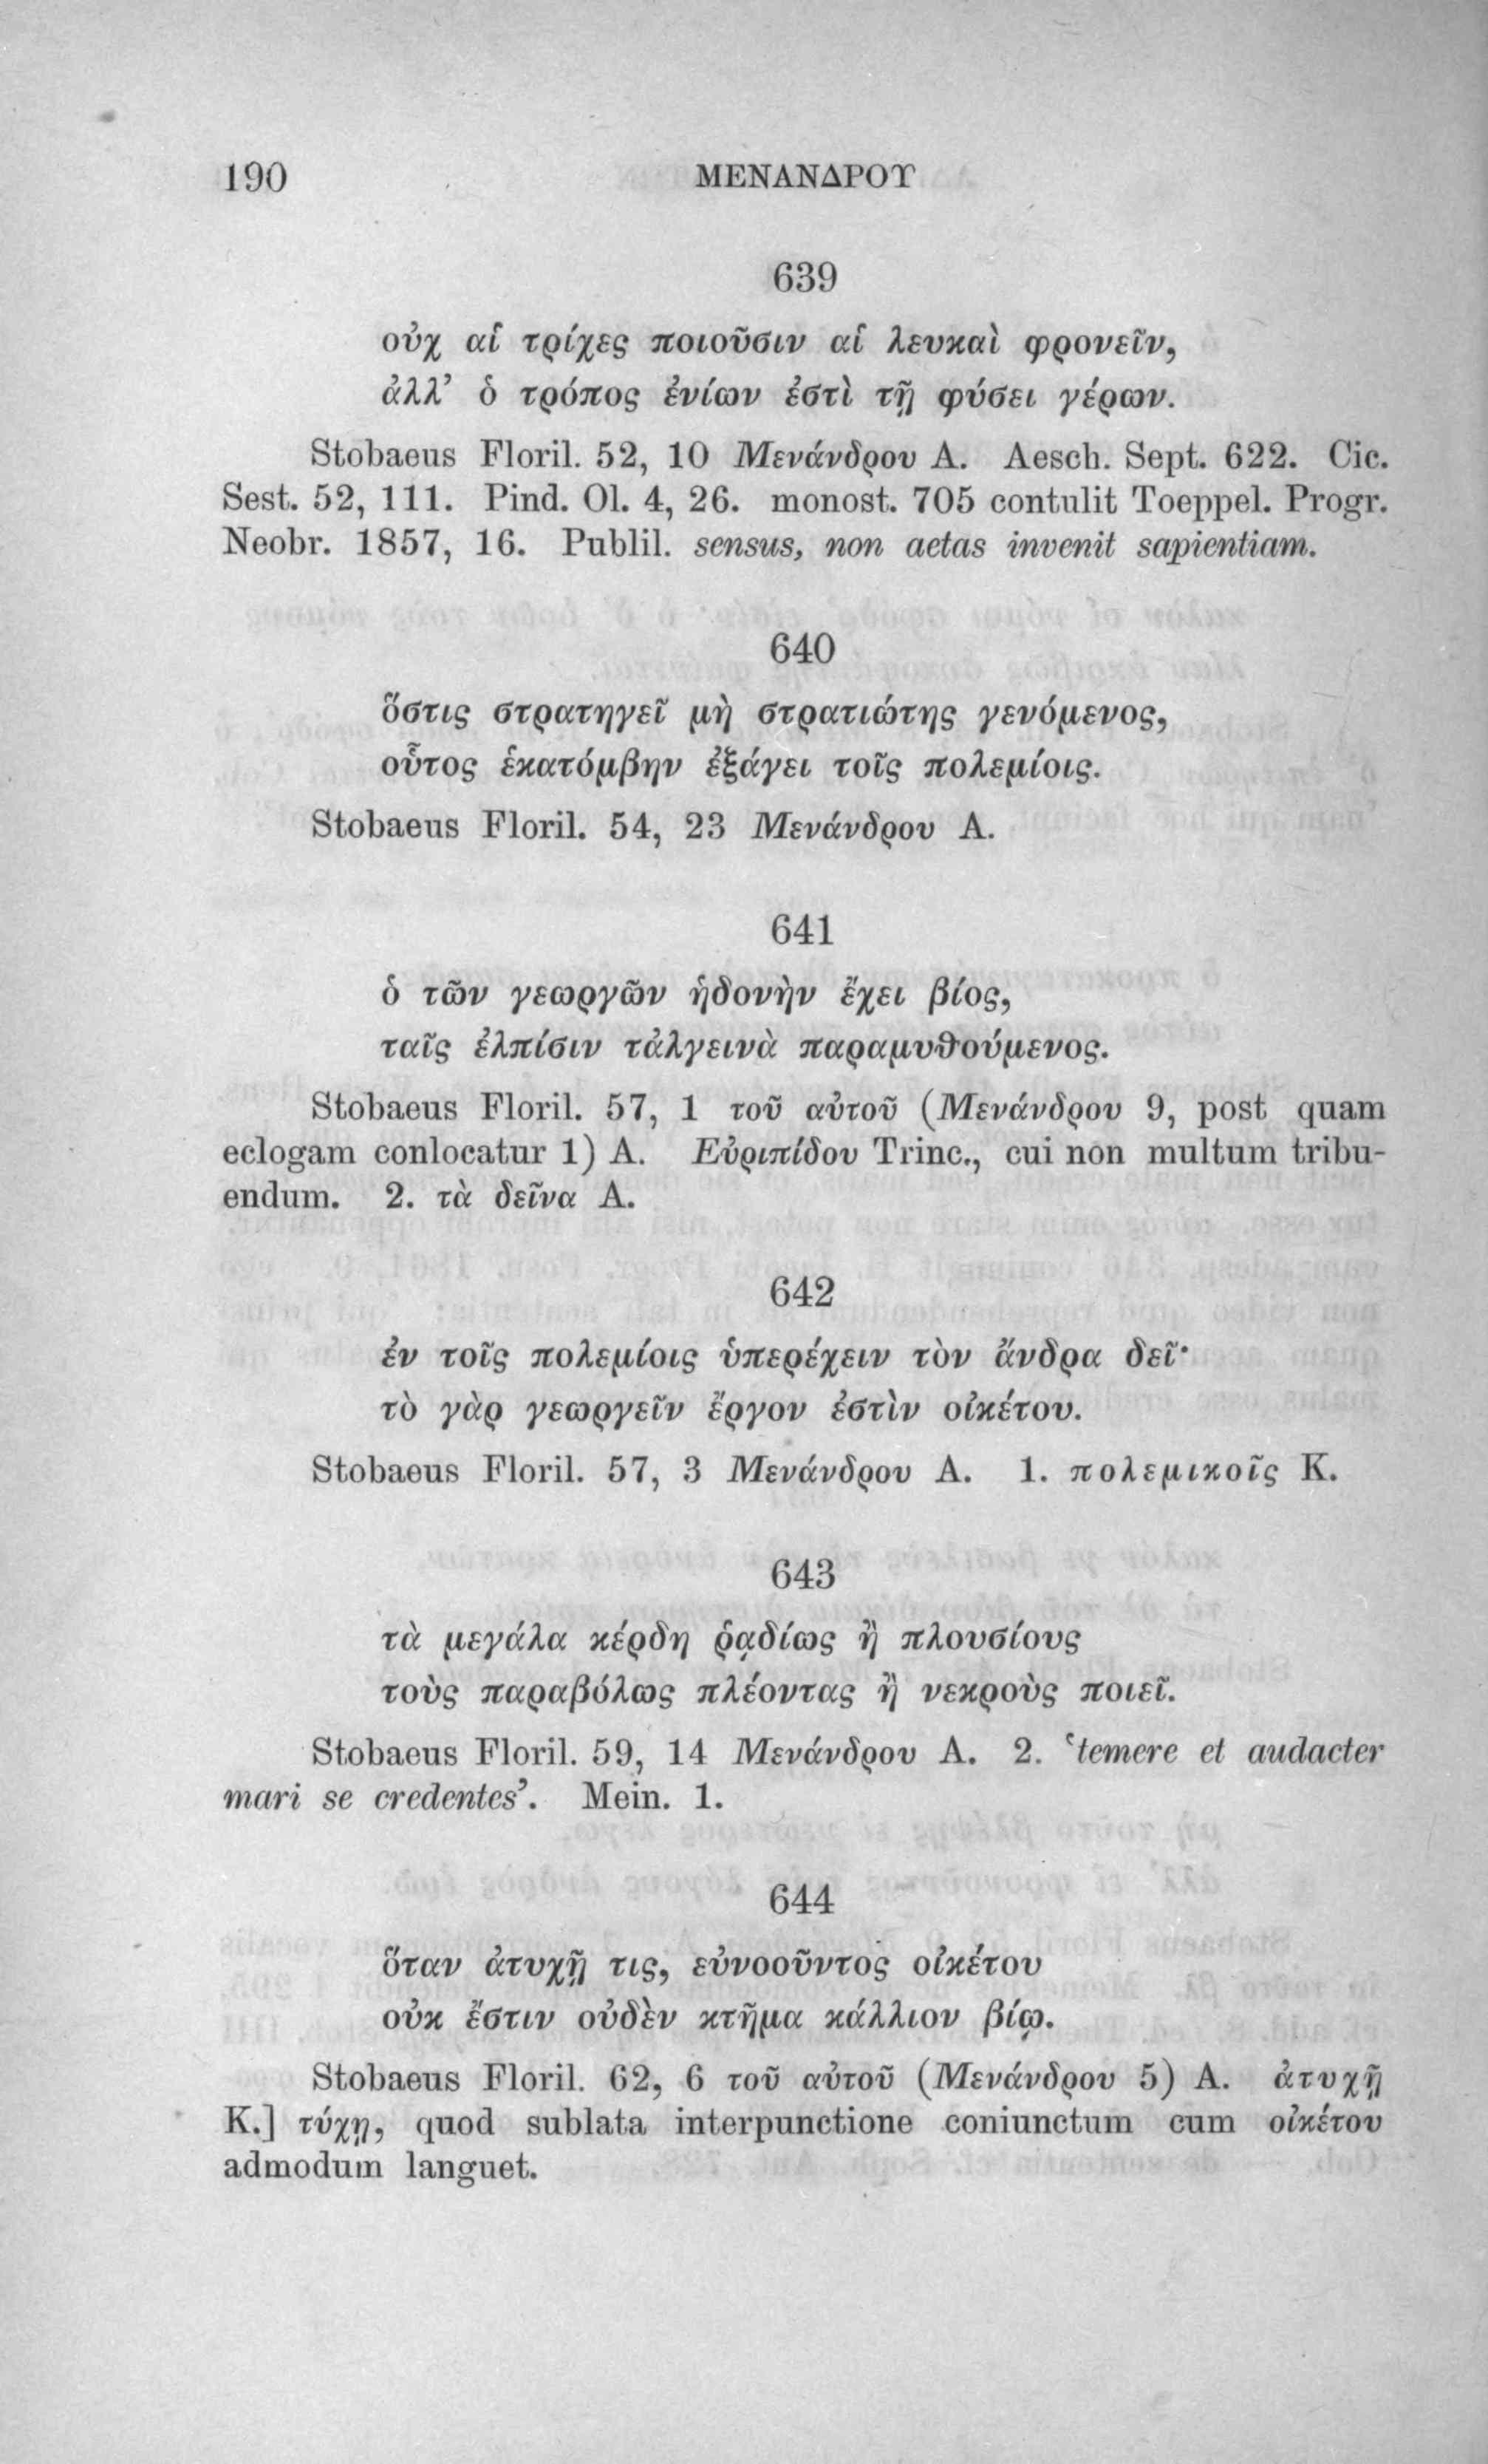 190
ΜΕΝΑΝΔΡΟΥ
639
οὐχ αἱ τρίχες ποιοῦσιν αἱ λευκαὶ φρονεῖν,
ἀλλ’ ὁ τρόπος ἐνίων ἐστὶ τῇ φύσει γέρων.
Stobaeus Floril. 52, 10 Μενάνδρου A. Aesch. Sept. 622. Cic.
Sest. 52, 111. Pind. Ol. 4, 26. monost. 705 contulit Toeppel. Progr.
Neobr. 1857, 16. Publil. sensus, non aetas invenit sapientiam.
640
ὅστις στρατηγεῖ μὴ στρατιώτης γενόμενος,
οὗτος ἑκατόμβην ἐξάγει τοῖς πολεμίοις.
Stobaeus Floril. 54, 23 Μενάνδρου A.
641
ὁ τῶν γεωργῶν ἡδονὴν ἔχει βίος,
ταῖς ἐλπίσιν τἀλγεινὰ παραμυθούμενος.
Stobaeus Floril. 57, 1 τοῦ αὐτοῦ (Μενάνδρου 9, post quam
eclogam conlocatur 1) A. Εὐριπίδου Trinc., cui non multum tribu-
endum. 2. τὰ δεῖνα A.
642
ἐν τοῖς πολεμίοις ὑπερέχειν τὸν ἄνδρα δεῖ·
τὸ γὰρ γεωργεῖν ἔργον ἐστὶν οἰκέτου.
Stobaeus Floril. 57, 3 Μενάνδρου A. 1. πολεμικοῖς K.
643
τὰ μεγάλα κέρδη ῥᾳδίως ἢ πλουσίους
τοὺς παραβόλως πλέοντας ἢ νεκροὺς ποιεῖ.
Stobaeus Floril. 59, 14 Μενάνδρου A. 2. ‘temere et audacter
mari se credentes’. Mein. 1.
644
ὅταν ἀτυχῇ τις, εὐνοοῦντος οἰκέτου
οὐκ ἔστιν οὐδὲν κτῆμα κάλλιον βίῳ.
Stobaeus Floril. 62, 6 τοῦ αὐτοῦ (Μενάνδρου 5) A. ἀτυχῇ
K.] τύχῃ, quod sublata interpunctione coniunctum cum οἰκέτου
admodum languet.